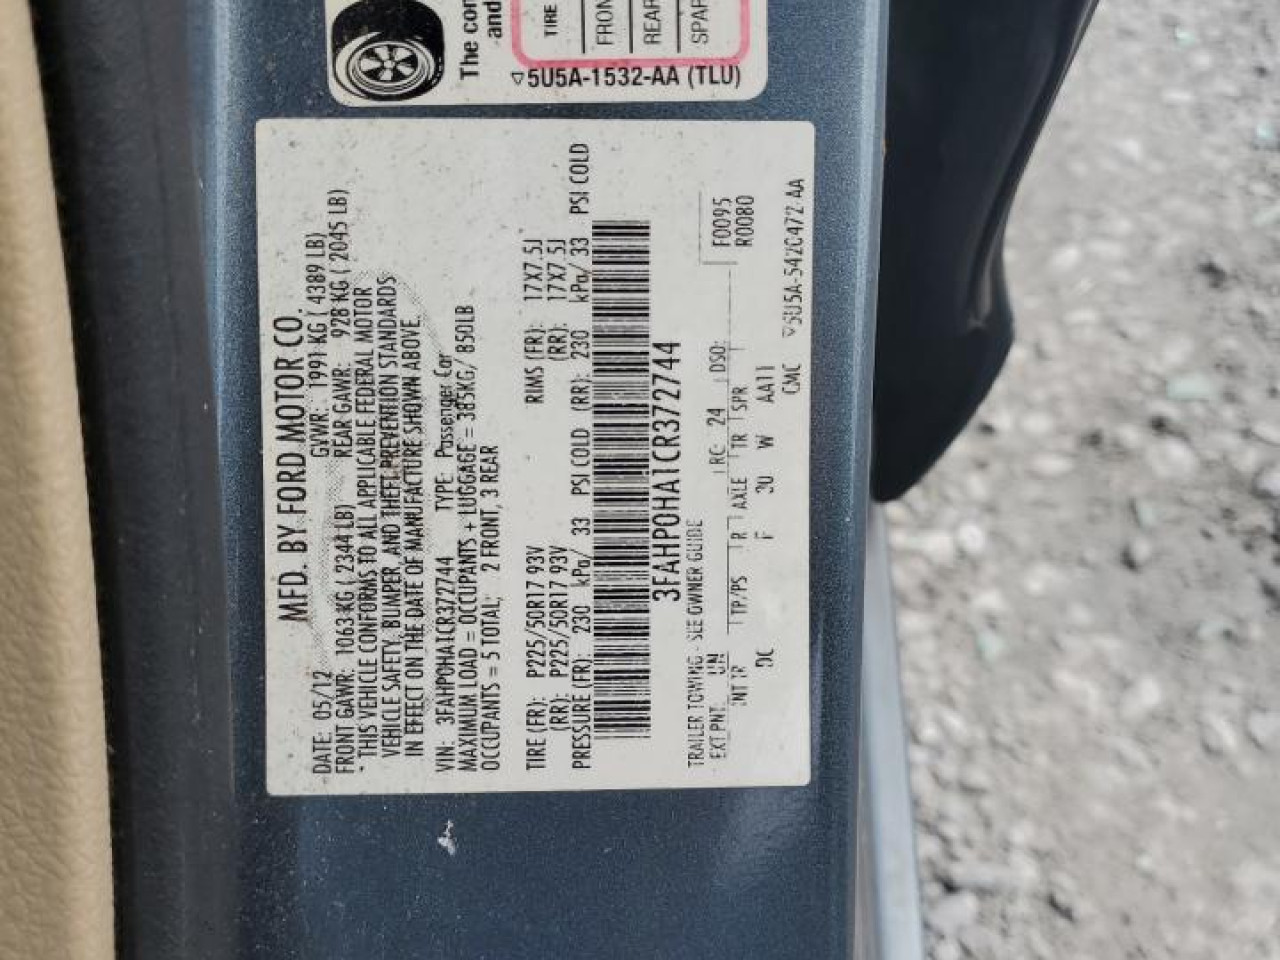 The con
and
TIRE
FRON
REAR
SPAR
5U5A-1532-AA (TLU)
MFD. BY FORD MOTOR CO.
DATE: 05/12 GVWR: 1991 KG ( 4389 LB)
FRONT GAWR: 1063 KG ( 2344 LB) REAR GAWR: 928 KG ( 2045 LB)
* THIS VEHICLE CONFORMS TO ALL APPLICABLE FEDERAL MOTOR
VEHICLE SAFETY, BUMPER, AND THEFT PREVENTION STANDARDS
IN EFFECT ON THE DATE OF MANUFACTURE SHOWN ABOVE.
VIN: 3FAHP0HA1CR372744 TYPE: Passenger Car
MAXIMUM LOAD = OCCUPANTS + LUGGAGE = 385KG/ 850LB
OCCUPANTS = 5 TOTAL; 2 FRONT, 3 REAR
TIRE (FR): P225/50R17 93V RIMS (FR): 17X7.5J
(RR): P225/50R17 93V (RR): 17X7.5J
PRESSURE (FR): 230 kPa/ 33 PSI COLD (RR): 230 kPa/ 33 PSI COLD
3FAHP0HA1CR372744
TRAILER TOWING - SEE OWNER GUIDE
F0095
R0080
EXT PNT: UN RC: 24 DSO:
INT TR TP/PS R AXLE TR SPR
DC F 30 W AA11
CMC 5U5A-5420472-AA